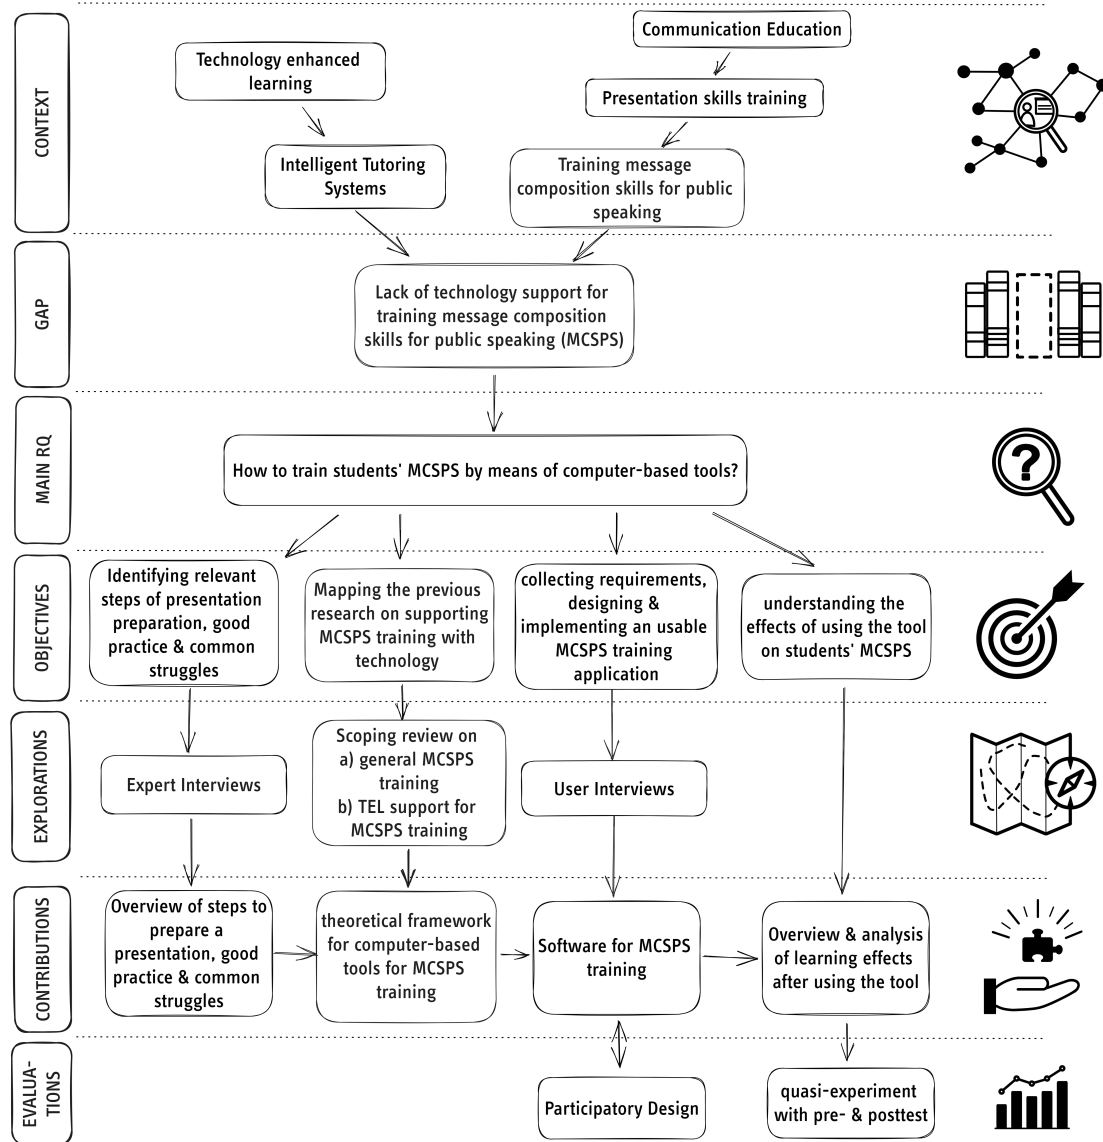 CONTEXT
Communication Education
Technology enhanced
learning
Presentation skills training
Intelligent Tutoring
Systems
Training message
composition skills for public
speaking
GAP
Lack of technology support for
training message composition
skills for public speaking (MCSPS)
MAIN RQ
How to train students' MCSPS by means of computer-based tools?
OBJECTIVES
Identifying relevant
steps of presentation
preparation, good
practice & common
struggles
Mapping the previous
research on supporting
MCSPS training with
technology
collecting requirements,
designing &
implementing an usable
MCSPS training
application
understanding the
effects of using the tool
on students' MCSPS
EXPLORATIONS
Expert Interviews
Scoping review on
a) general MCSPS
training
b) TEL support for
MCSPS training
User Interviews
CONTRIBUTIONS
Overview of steps to
prepare a
presentation, good
practice & common
struggles
theoretical framework
for computer-based
tools for MCSPS
training
Software for MCSPS
training
Overview & analysis
of learning effects
after using the tool
EVALUA-
TIONS
Participatory Design
quasi-experiment
with pre- & posttest
?